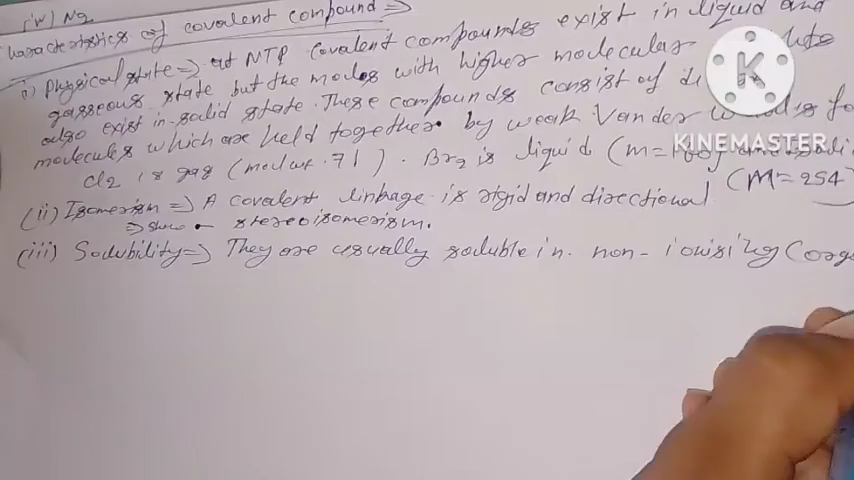 (iv) N2
characteristics of covalent compound ⇒
(i) Physical state ⇒ at NTP covalent compounds exist in liquid and
gasseous state but the moles with higher molecular
also exist in solid state. These compounds consist of
molecules which are held together by weak Vander
Cl2 is gas (mol wt. 71). Br2 is liquid (m=
(M=254)
(ii) Isomerism ⇒ A covalent linkage is rigid and directional
⇒ show stereoisomerism.
(iii) Solubility ⇒ They are usually soluble in non-ionising (
KINEMASTER